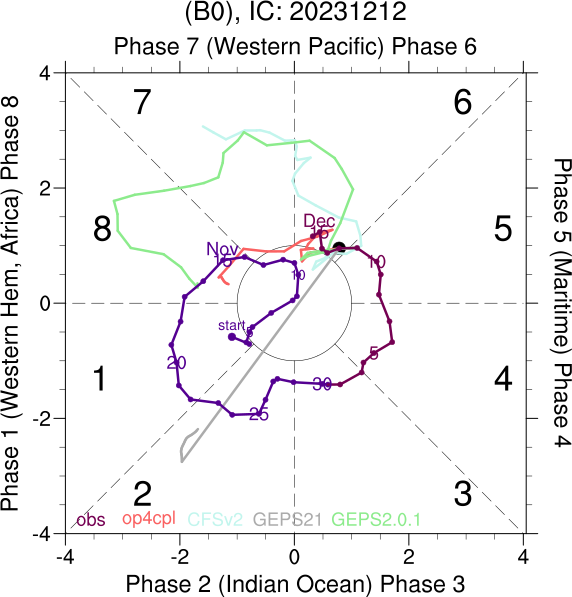 (B0), IC: 20231212
Phase 7 (Western Pacific) Phase 6
Phase 1 (Western Hem, Africa) Phase 8
Phase 5 (Maritime) Phase 4
4
2
0
-2
-4
7
6
8
5
1
4
2
3
Dec
15
Nov
15
10
10
start
5
5
20
25
30
obs op4cpl CFSv2 GEPS21 GEPS2.0.1
-4 -2 0 2 4
Phase 2 (Indian Ocean) Phase 3